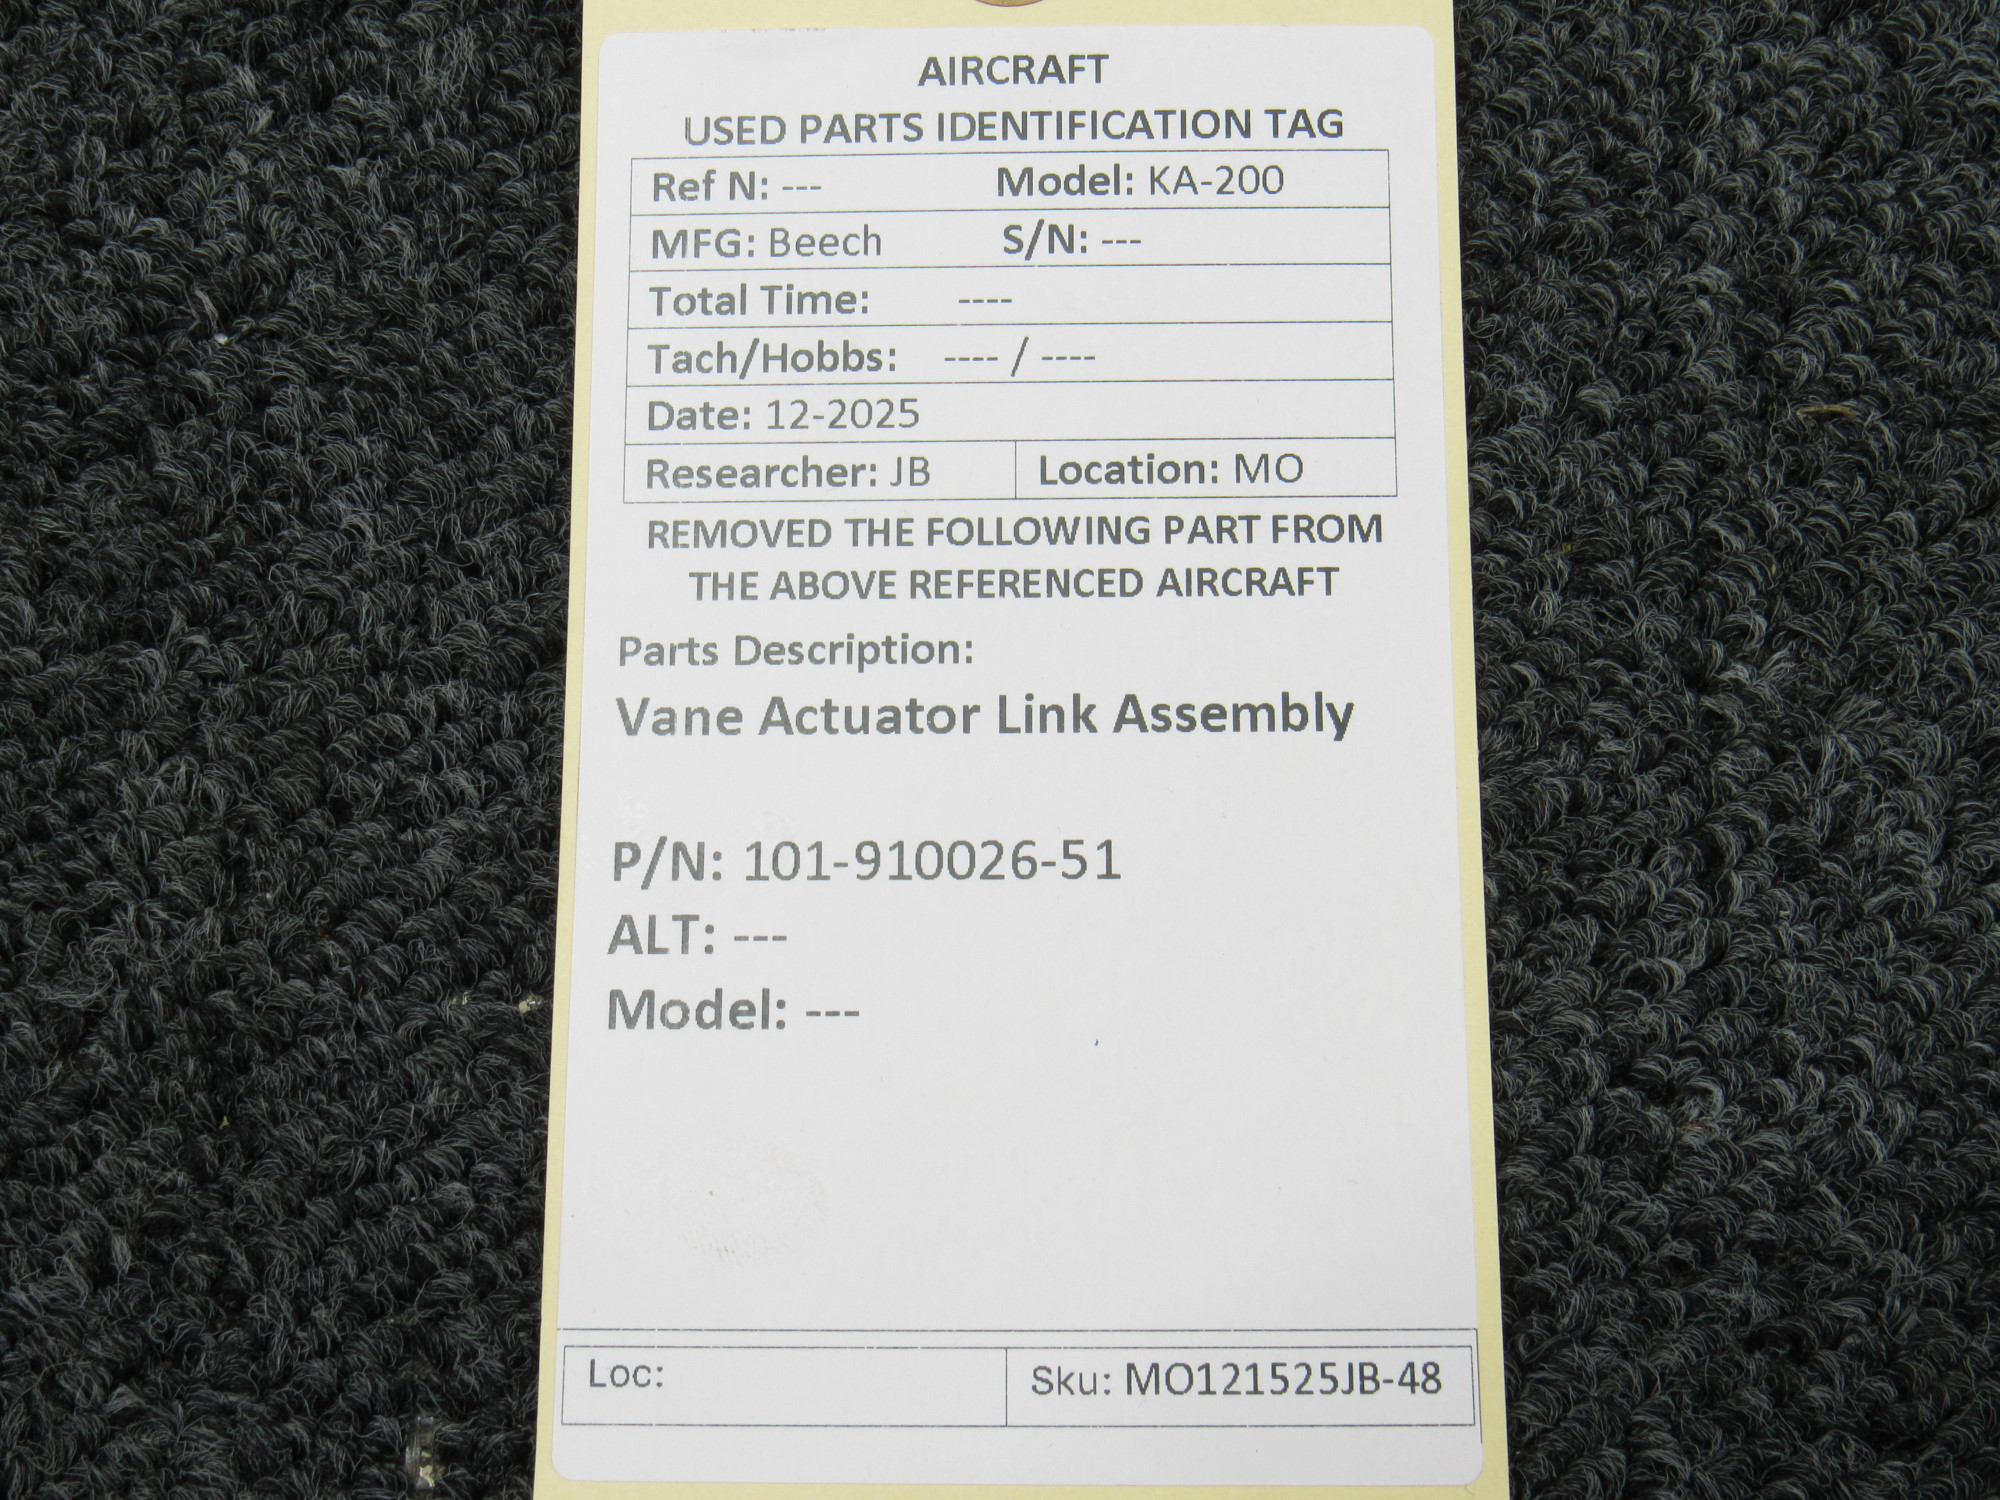 AIRCRAFT
USED PARTS IDENTIFICATION TAG
Ref N: --- Model: KA-200
MFG: Beech S/N: ---
Total Time: ----
Tach/Hobbs: ---- / ----
Date: 12-2025
Researcher: JB Location: MO
REMOVED THE FOLLOWING PART FROM
THE ABOVE REFERENCED AIRCRAFT
Parts Description:
Vane Actuator Link Assembly
P/N: 101-910026-51
ALT: ---
Model: ---
Loc: Sku: MO121525JB-48